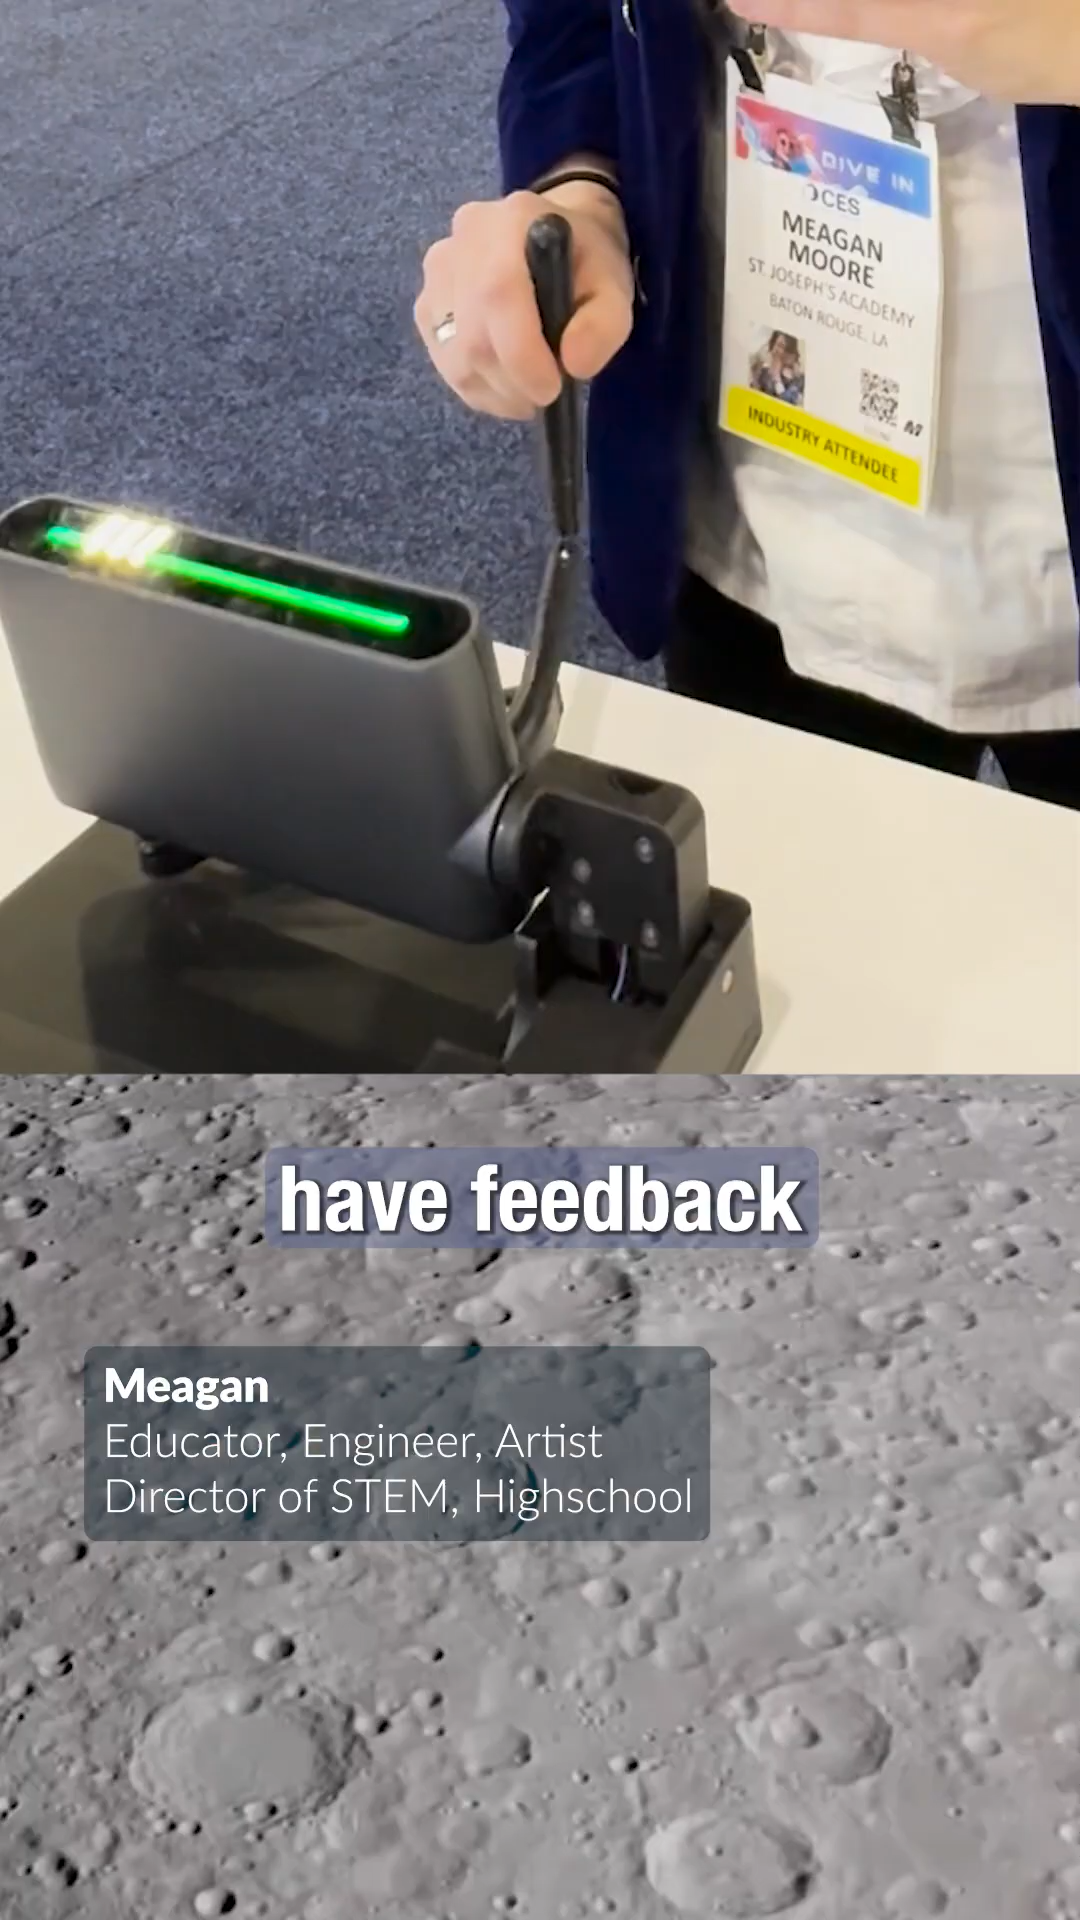 DIVE IN
CES
MEAGAN
MOORE
ST. JOSEPH'S ACADEMY
BATON ROUGE, LA
INDUSTRY ATTENDEE
have feedback
Meagan
Educator, Engineer, Artist
Director of STEM, Highschool